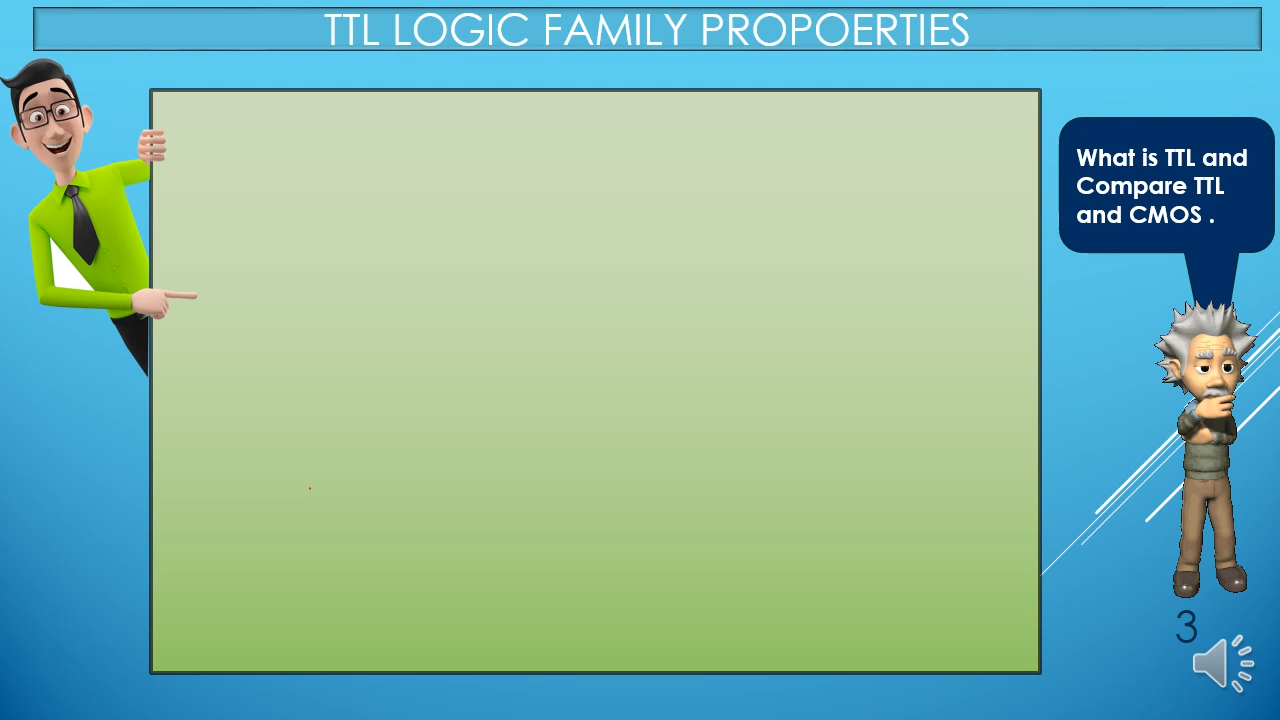 TTL LOGIC FAMILY PROPOERTIES
What is TTL and
Compare TTL
and CMOS .
3